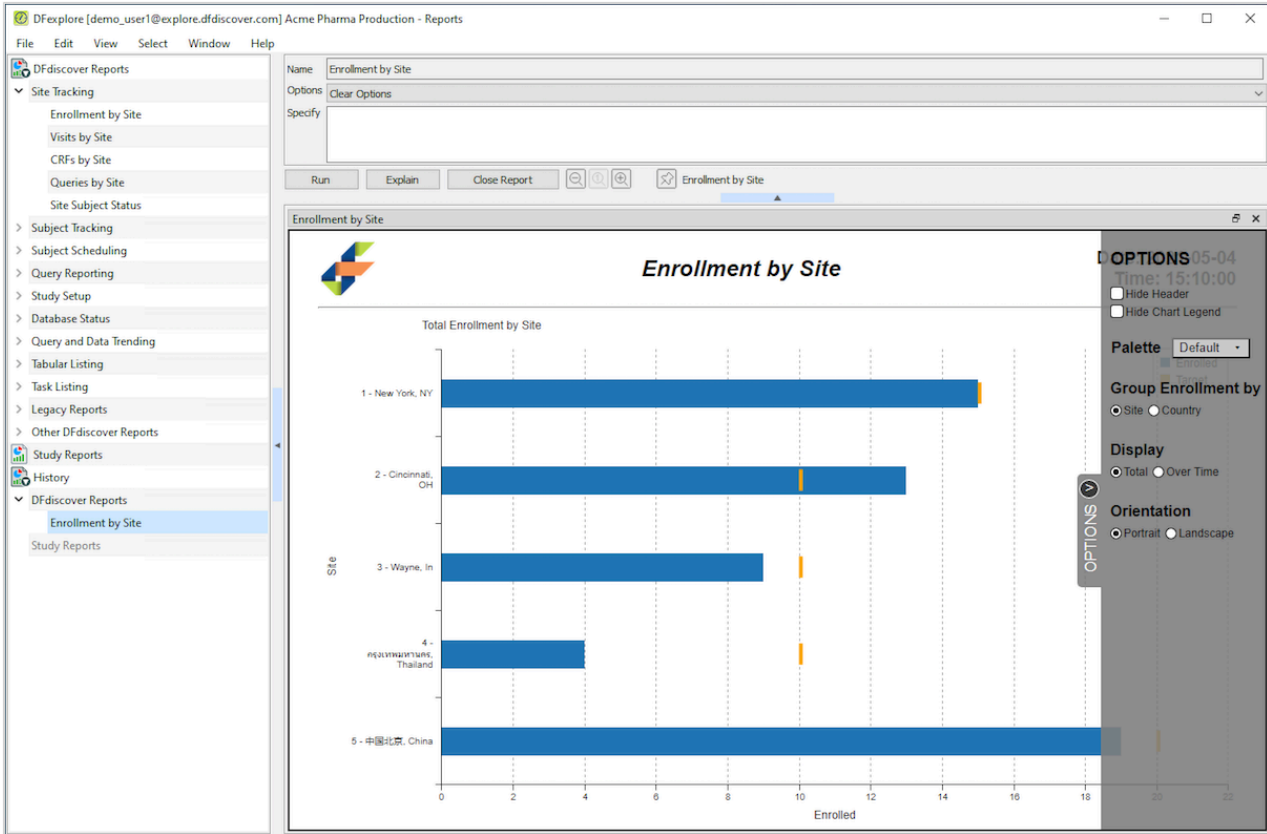 DFexplore [demo_user1@explore.dfdiscover.com] Acme Pharma Production - Reports
File Edit View Select Window Help
DFdiscover Reports
Site Tracking
Enrollment by Site
Visits by Site
CRFs by Site
Queries by Site
Site Subject Status
Subject Tracking
Subject Scheduling
Query Reporting
Study Setup
Database Status
Query and Data Trending
Tabular Listing
Task Listing
Legacy Reports
Other DFdiscover Reports
Study Reports
History
DFdiscover Reports
Enrollment by Site
Study Reports
Name Enrollment by Site
Options Clear Options
Specify
Run Explain Close Report Enrollment by Site
Enrollment by Site
Enrollment by Site
05-04
Time: 15:10:00
Total Enrollment by Site
Site
1 - New York, NY
2 - Cincinnati,
OH
3 - Wayne, In
4 -
กรุงเทพมหานคร,
Thailand
5 - 中国北京, China
0 2 4 6 8 10 12 14 16 18 20 22
Enrolled
OPTIONS
OPTIONS
Hide Header
Hide Chart Legend
Palette Default
Enrolled
Target
Group Enrollment by
Site Country
Display
Total Over Time
Orientation
Portrait Landscape